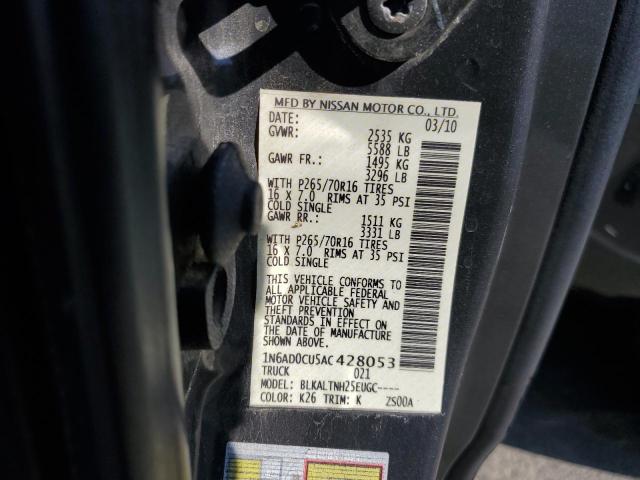 MFD BY NISSAN MOTOR CO., LTD.
DATE: 03/10
GVWR: 2535 KG
5588 LB
GAWR FR.: 1495 KG
3296 LB
WITH P265/70R16 TIRES
16 X 7.0 RIMS AT 35 PSI
COLD SINGLE
GAWR RR.: 1511 KG
3331 LB
WITH P265/70R16 TIRES
16 X 7.0 RIMS AT 35 PSI
COLD SINGLE
THIS VEHICLE CONFORMS TO
ALL APPLICABLE FEDERAL
MOTOR VEHICLE SAFETY AND
THEFT PREVENTION
STANDARDS IN EFFECT ON
THE DATE OF MANUFACTURE
SHOWN ABOVE.
1N6AD0CU5AC428053
TRUCK 021
MODEL: BLKALTNH25EUGC----
COLOR: K26 TRIM: K ZS00A